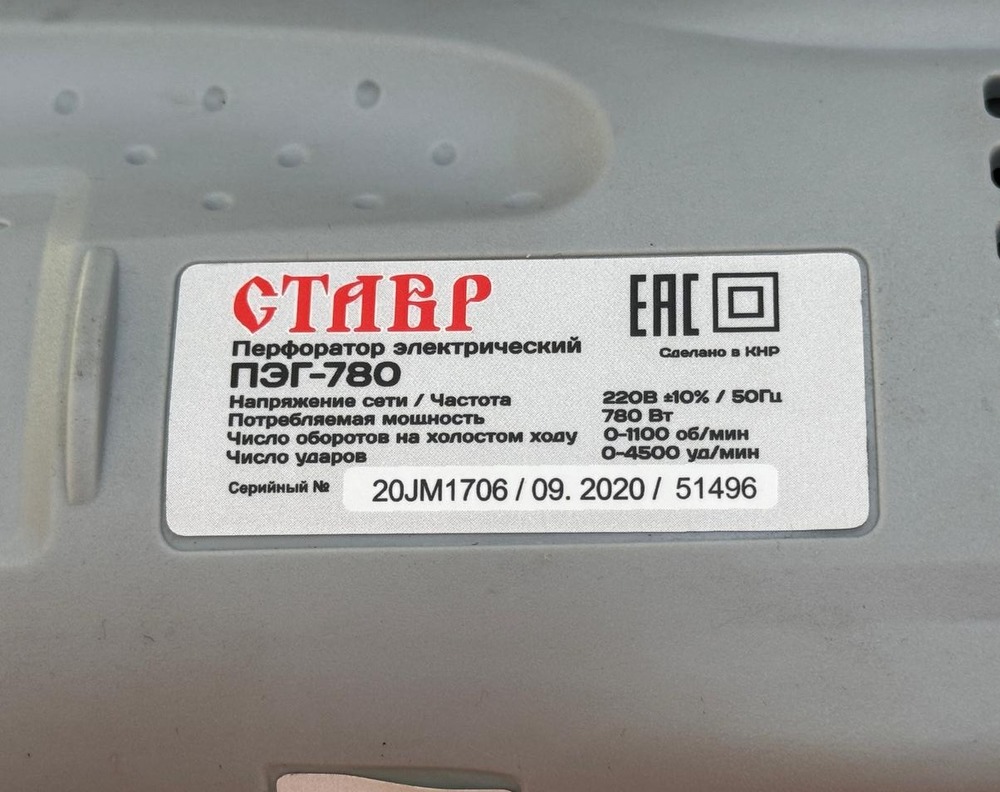 СТАВР
EAC
Сделано в КНР
Перфоратор электрический
ПЭГ-780
Напряжение сети / Частота 220В ±10% / 50Гц
Потребляемая мощность 780 Вт
Число оборотов на холостом ходу 0-1100 об/мин
Число ударов 0-4500 уд/мин
Серийный № 20JM1706 / 09. 2020 / 51496